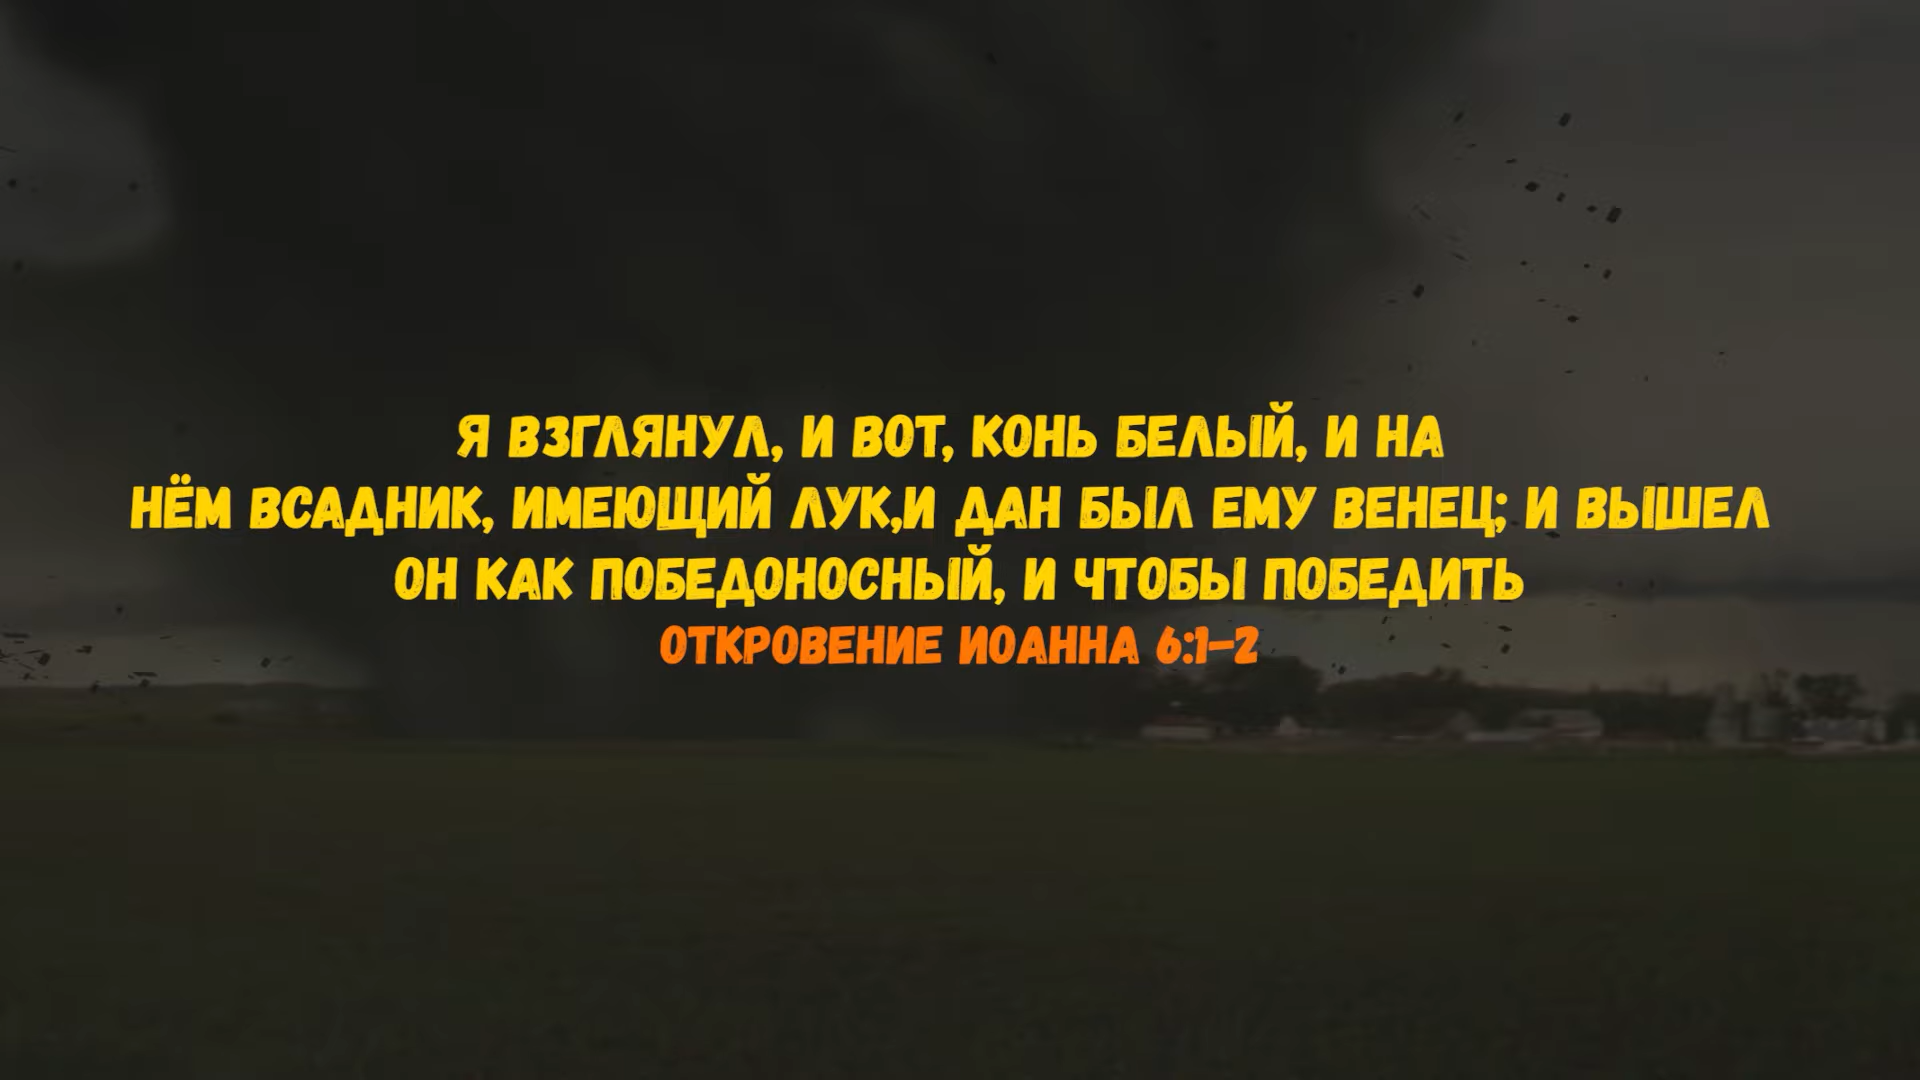 Я ВЗГЛЯНУЛ, И ВОТ, КОНЬ БЕЛЫЙ, И НА
НЁМ ВСАДНИК, ИМЕЮЩИЙ ЛУК,И ДАН БЫЛ ЕМУ ВЕНЕЦ; И ВЫШЕЛ
ОН КАК ПОБЕДОНОСНЫЙ, И ЧТОБЫ ПОБЕДИТЬ
ОТКРОВЕНИЕ ИОАННА 6:1-2